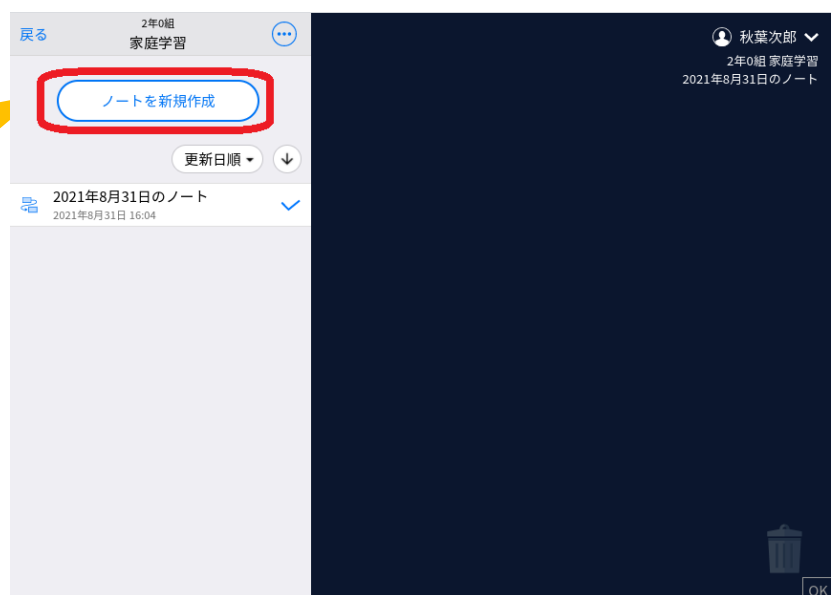 戻る
2年0組
家庭学習
ノートを新規作成
更新日順
2021年8月31日のノート
2021年8月31日 16:04
秋葉次郎
2年0組 家庭学習
2021年8月31日のノート
OK